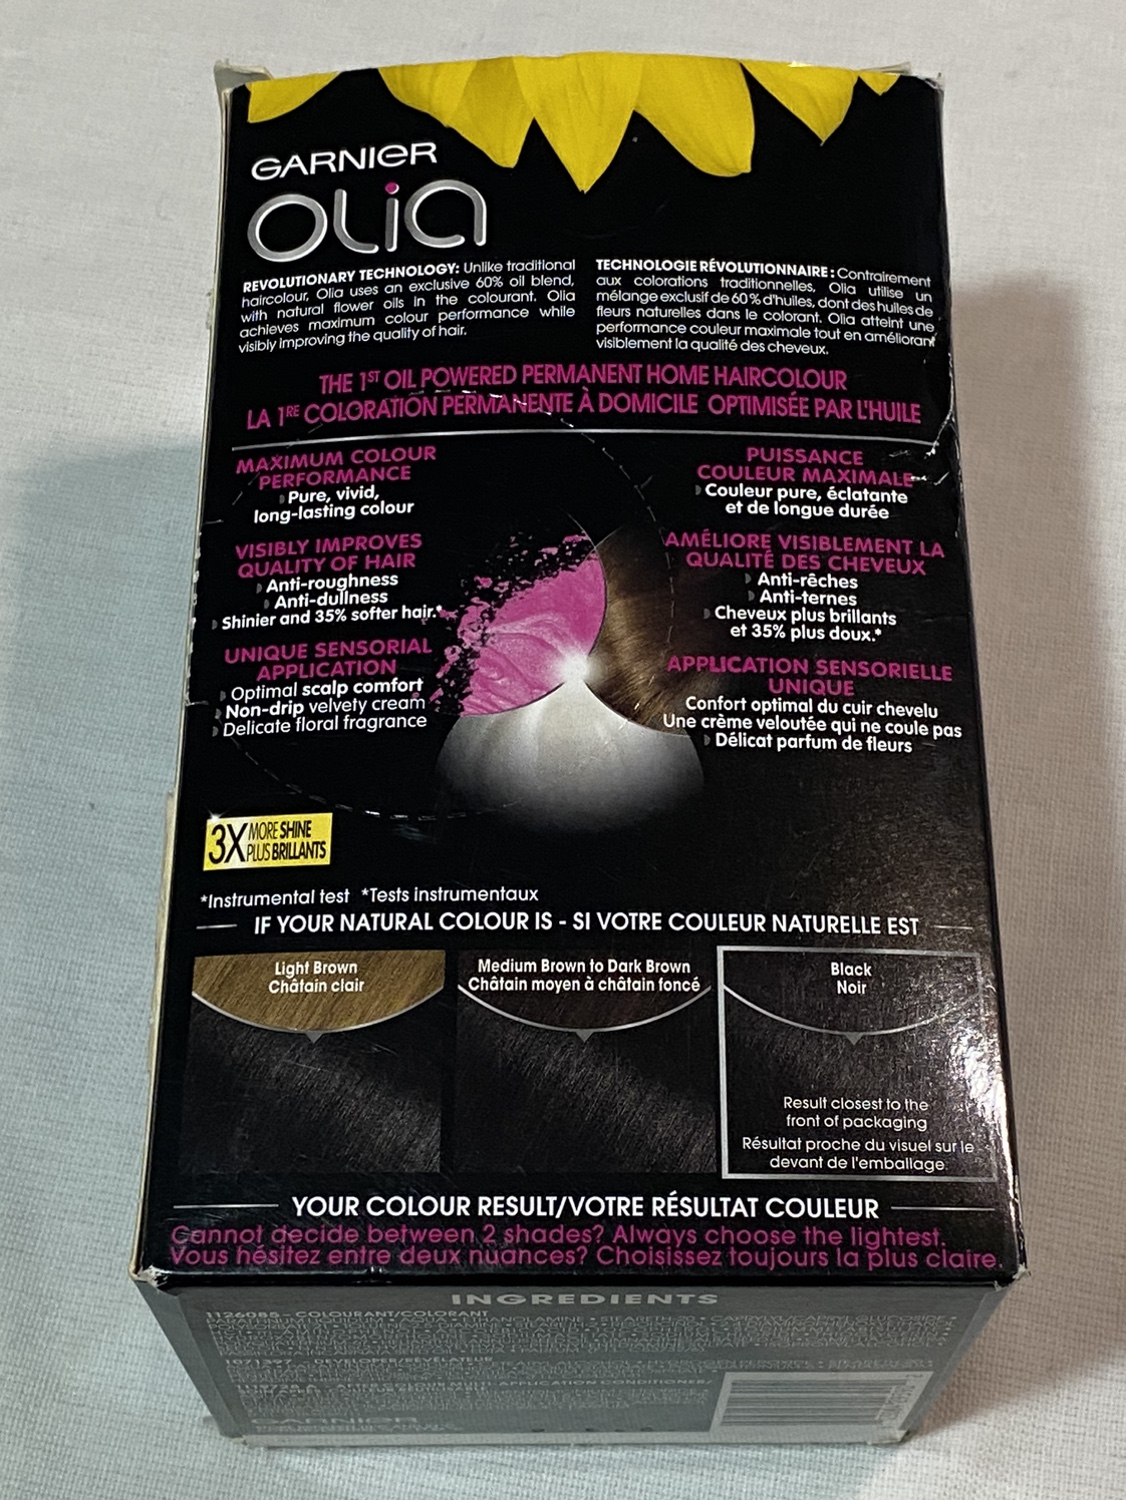 GARNIER
OLIA
REVOLUTIONARY TECHNOLOGY: Unlike traditional
haircolour, Olia uses an exclusive 60% oil blend,
with natural flower oils in the colourant. Olia
achieves maximum colour performance while
visibly improving the quality of hair.
TECHNOLOGIE RÉVOLUTIONNAIRE : Contrairement
aux colorations traditionnelles, Olia utilise un
mélange exclusif de 60% d'huiles, dont des huiles de
fleurs naturelles dans le colorant. Olia atteint une
performance couleur maximale tout en améliorant
visiblement la qualité des cheveux.
THE 1ST OIL POWERED PERMANENT HOME HAIRCOLOUR
LA 1RE COLORATION PERMANENTE À DOMICILE OPTIMISÉE PAR L'HUILE
MAXIMUM COLOUR
PERFORMANCE
Pure, vivid,
long-lasting colour
VISIBLY IMPROVES
QUALITY OF HAIR
Anti-roughness
Anti-dullness
Shinier and 35% softer hair.*
UNIQUE SENSORIAL
APPLICATION
Optimal scalp comfort
Non-drip velvety cream
Delicate floral fragrance
PUISSANCE
COULEUR MAXIMALE
Couleur pure, éclatante
et de longue durée
AMÉLIORE VISIBLEMENT LA
QUALITÉ DES CHEVEUX
Anti-rêches
Anti-ternes
Cheveux plus brillants
et 35% plus doux.*
APPLICATION SENSORIELLE
UNIQUE
Confort optimal du cuir chevelu
Une crème veloutée qui ne coule pas
Délicat parfum de fleurs
3X MORE SHINE
PLUS BRILLANTS
*Instrumental test *Tests instrumentaux
IF YOUR NATURAL COLOUR IS - SI VOTRE COULEUR NATURELLE EST
Light Brown
Châtain clair
Medium Brown to Dark Brown
Châtain moyen à châtain foncé
Black
Noir
Result closest to the
front of packaging
Résultat proche du visuel sur le
devant de l'emballage.
YOUR COLOUR RESULT/VOTRE RÉSULTAT COULEUR
Cannot decide between 2 shades? Always choose the lightest.
Vous hésitez entre deux nuances? Choisissez toujours la plus claire.
INGREDIENTS
1126085 - COLOURANT/COLORANT
DEVELOPER/RÉVÉLATEUR
APPLICATION CONDITIONER/
GARNIER